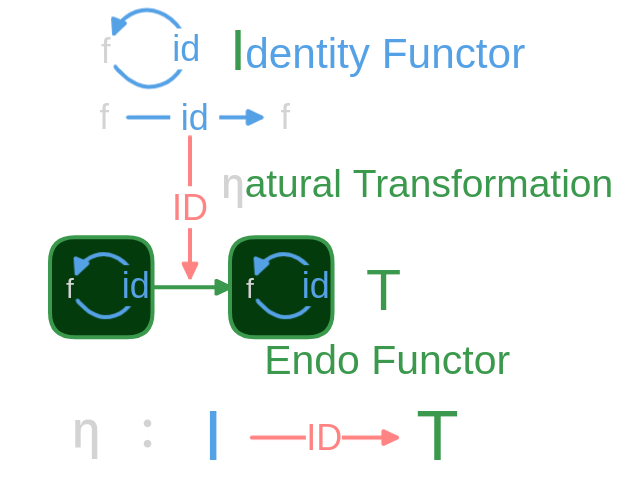 f id Identity Functor
f id f
ηatural Transformation
ID
f id f id T
Endo Functor
η : I ID T